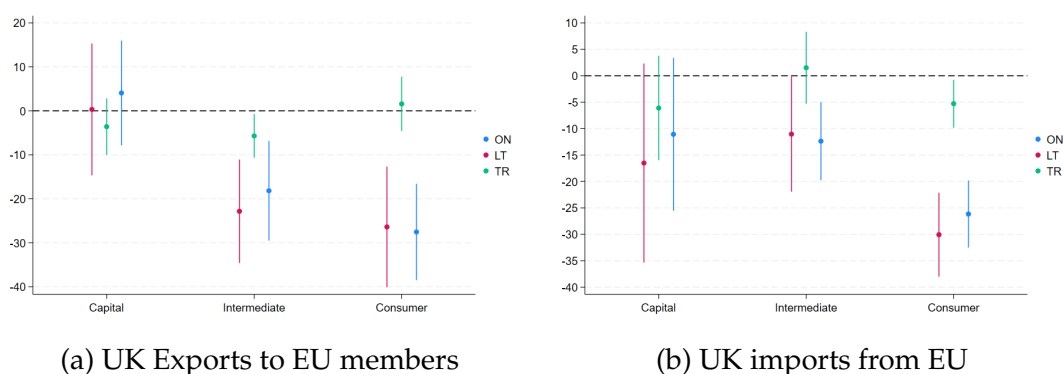 20
10
0
-10
-20
-30
-40
Capital
Intermediate
Consumer
ON
LT
TR
(a) UK Exports to EU members
10
5
0
-5
-10
-15
-20
-25
-30
-35
-40
Capital
Intermediate
Consumer
ON
LT
TR
(b) UK imports from EU